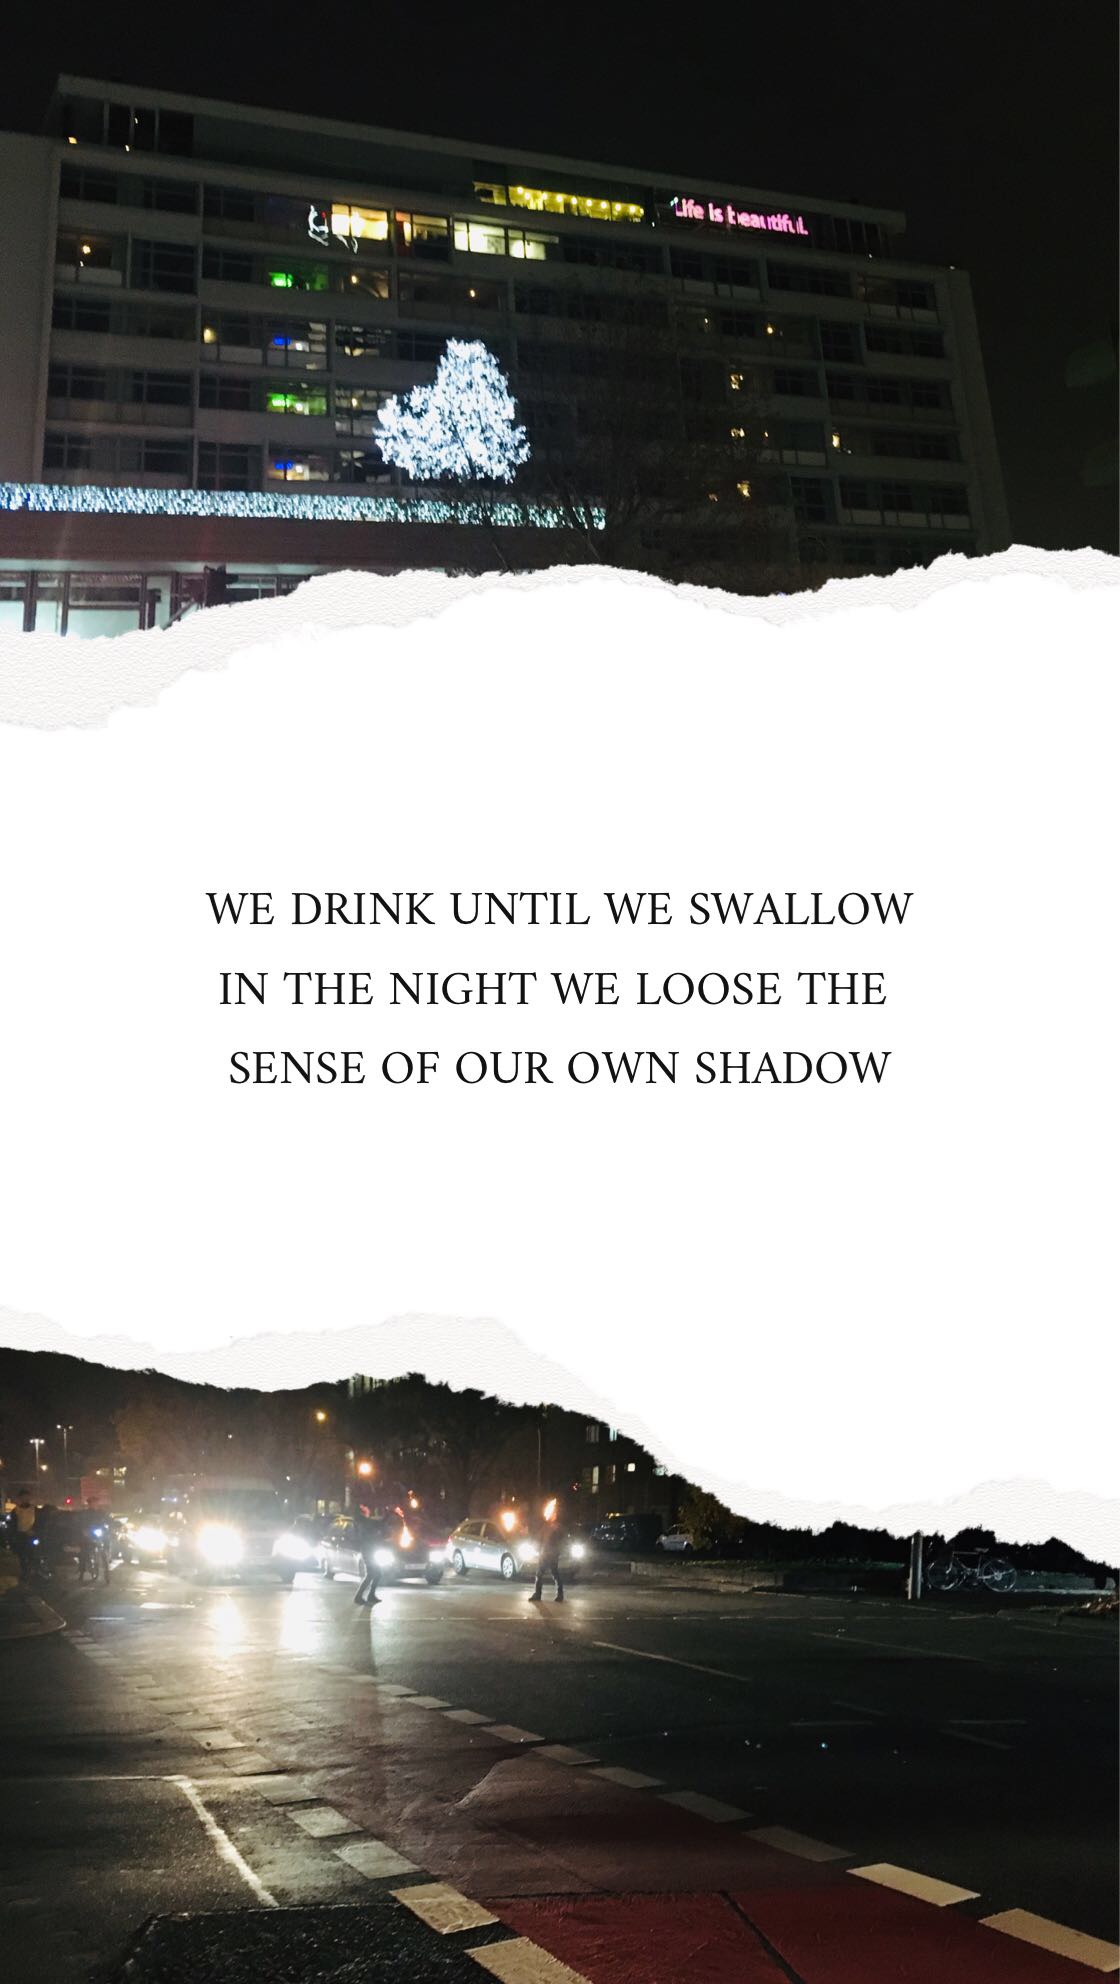 Life is beautiful.
WE DRINK UNTIL WE SWALLOW
IN THE NIGHT WE LOOSE THE
SENSE OF OUR OWN SHADOW